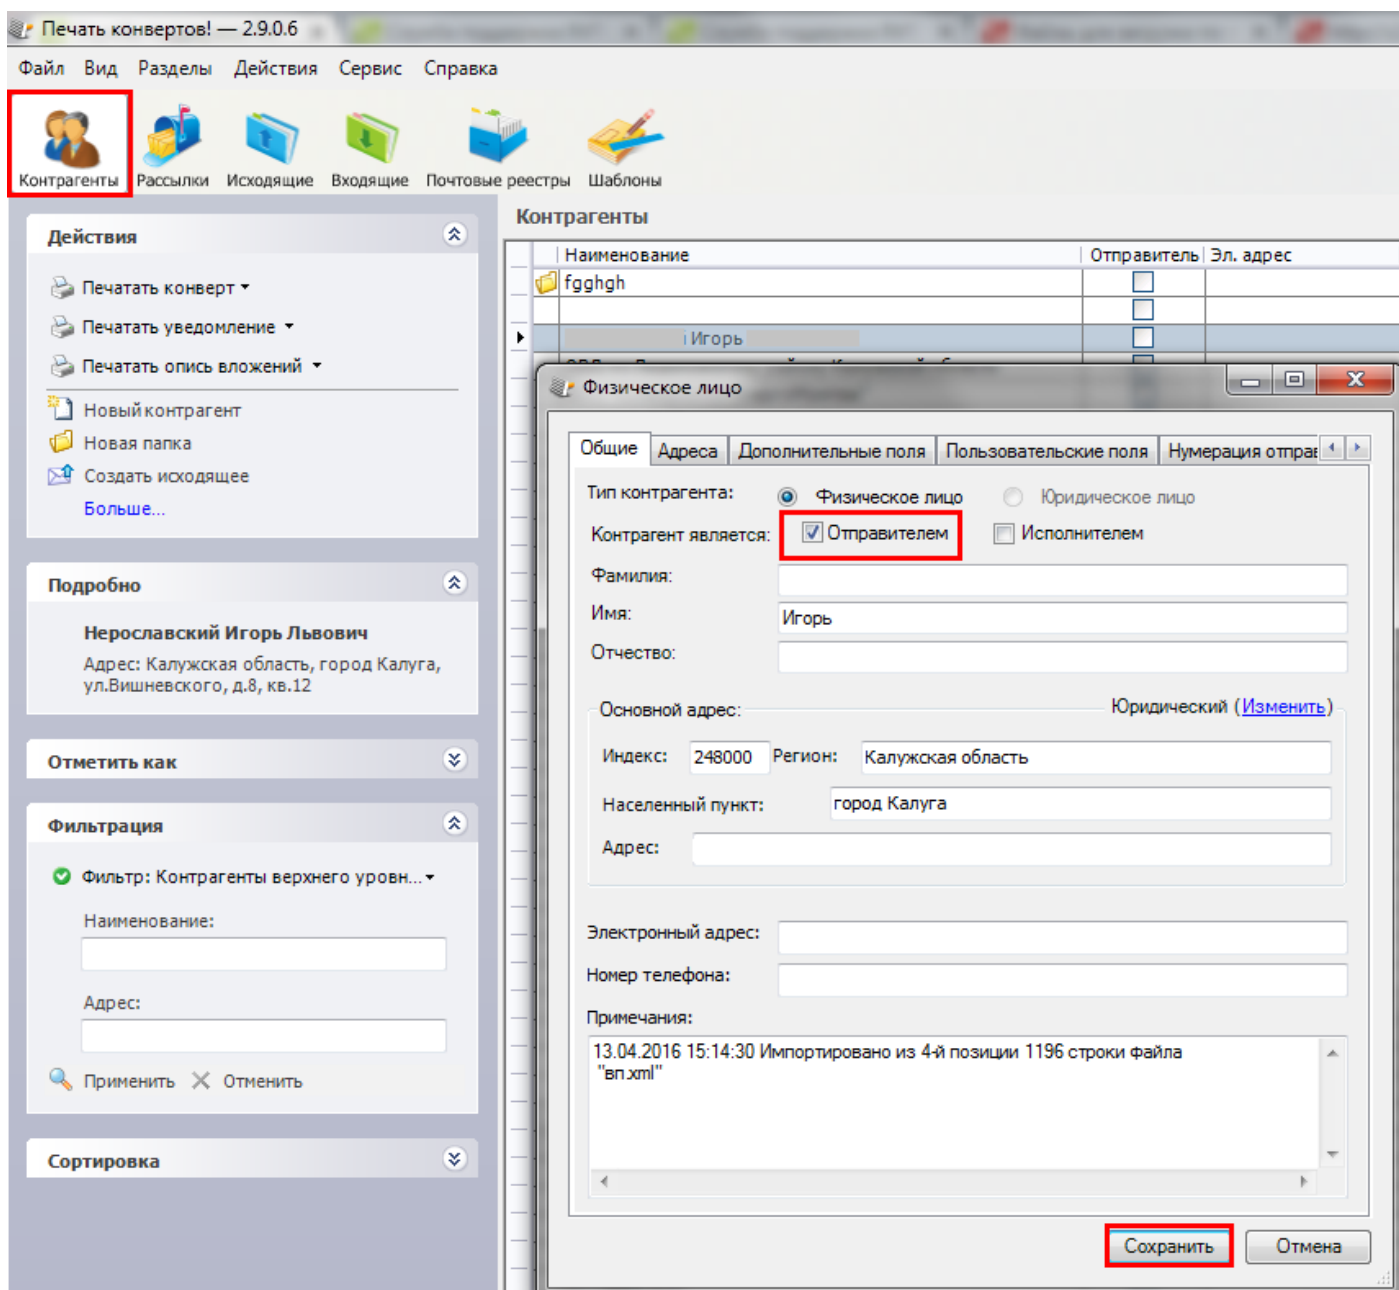 Печать конвертов! — 2.9.0.6
Файл Вид Разделы Действия Сервис Справка
Контрагенты Рассылки Исходящие Входящие Почтовые реестры Шаблоны
Действия
Печатать конверт
Печатать уведомление
Печатать опись вложений
Новый контрагент
Новая папка
Создать исходящее
Больше...
Подробно
Нерославский Игорь Львович
Адрес: Калужская область, город Калуга,
ул.Вишневского, д.8, кв.12
Отметить как
Фильтрация
Фильтр: Контрагенты верхнего уровн...
Наименование:
Адрес:
Применить Отменить
Сортировка
Контрагенты
Наименование Отправитель Эл. адрес
fgghgh
Игорь
Физическое лицо
Общие Адреса Дополнительные поля Пользовательские поля Нумерация отправ
Тип контрагента: Физическое лицо Юридическое лицо
Контрагент является: Отправителем Исполнителем
Фамилия:
Имя: Игорь
Отчество:
Основной адрес: Юридический (Изменить)
Индекс: 248000 Регион: Калужская область
Населенный пункт: город Калуга
Адрес:
Электронный адрес:
Номер телефона:
Примечания:
13.04.2016 15:14:30 Импортировано из 4-й позиции 1196 строки файла
"вп.xml"
Сохранить Отмена